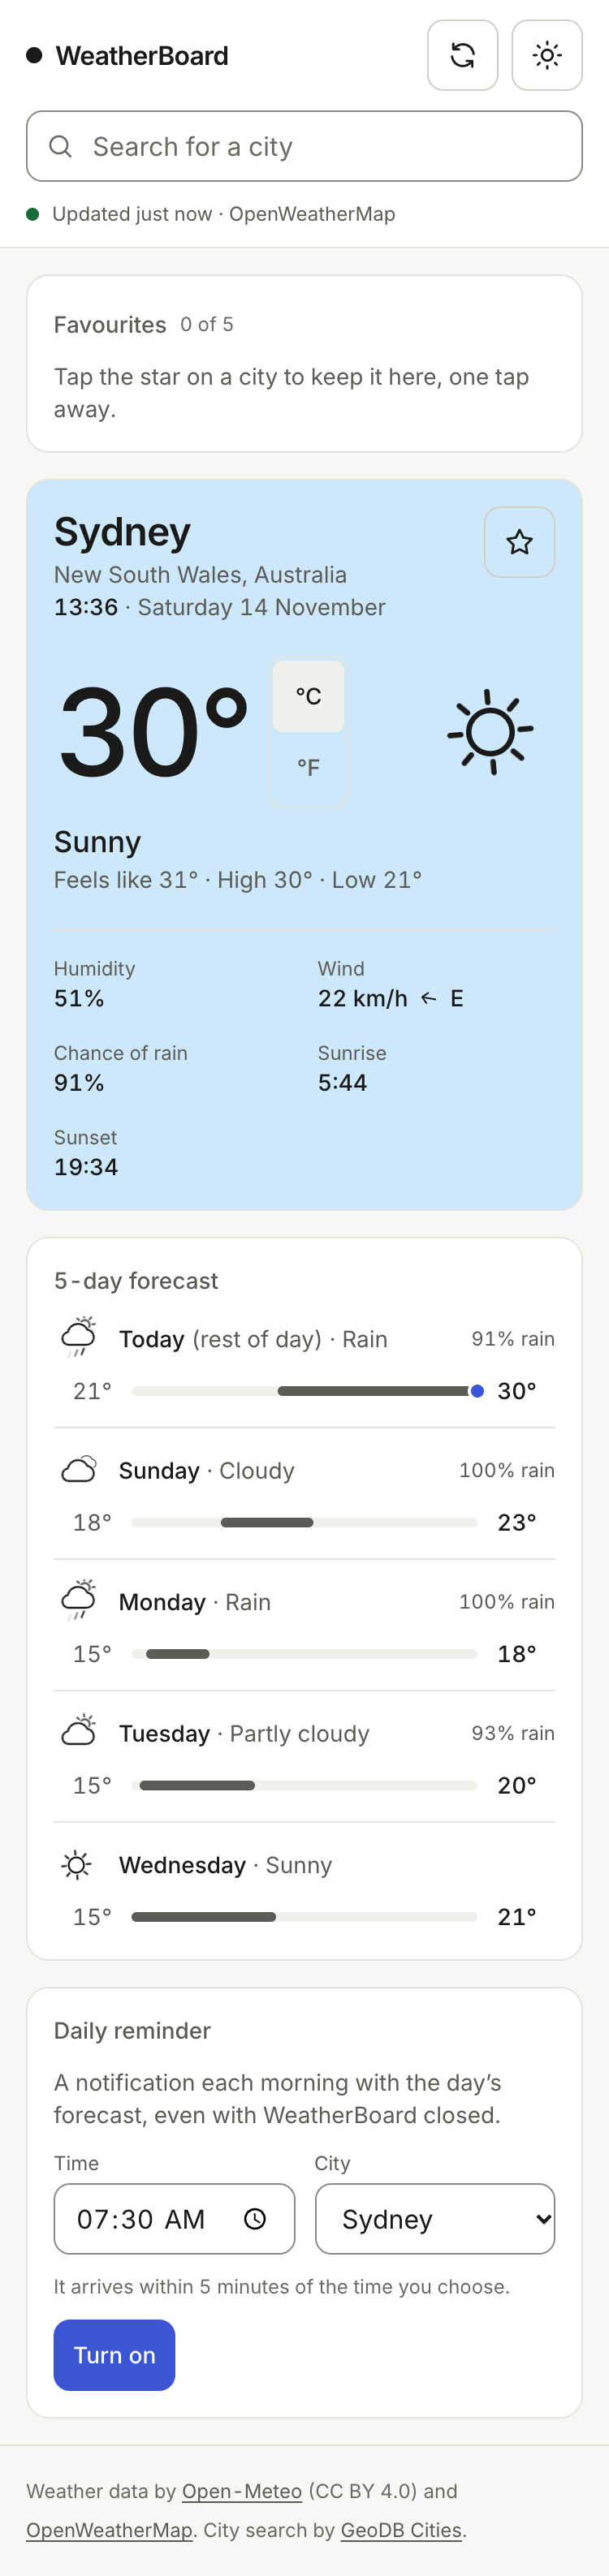 WeatherBoard
Search for a city
Updated just now · OpenWeatherMap
Favourites 0 of 5
Tap the star on a city to keep it here, one tap
away.
Sydney
New South Wales, Australia
13:36 · Saturday 14 November
30° °C
°F
Sunny
Feels like 31° · High 30° · Low 21°
Humidity Wind
51% 22 km/h ← E
Chance of rain Sunrise
91% 5:44
Sunset
19:34
5-day forecast
Today (rest of day) · Rain 91% rain
21° 30°
Sunday · Cloudy 100% rain
18° 23°
Monday · Rain 100% rain
15° 18°
Tuesday · Partly cloudy 93% rain
15° 20°
Wednesday · Sunny
15° 21°
Daily reminder
A notification each morning with the day’s
forecast, even with WeatherBoard closed.
Time City
07:30 AM Sydney
It arrives within 5 minutes of the time you choose.
Turn on
Weather data by Open-Meteo (CC BY 4.0) and
OpenWeatherMap. City search by GeoDB Cities.